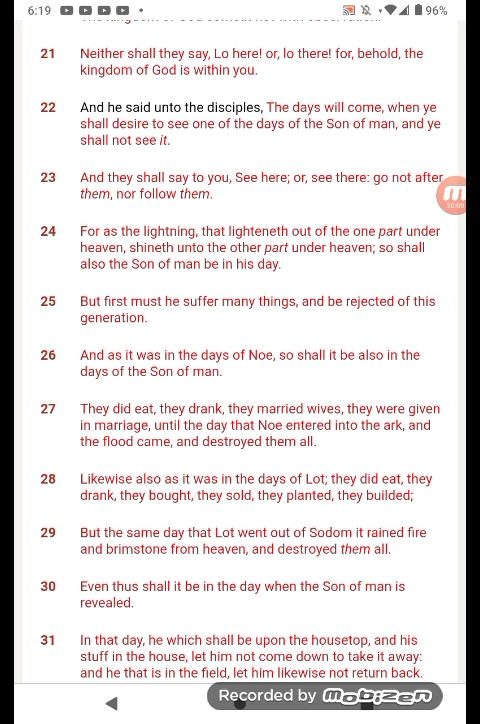 6:19 96%
21 Neither shall they say, Lo here! or, lo there! for, behold, the
kingdom of God is within you.
22 And he said unto the disciples, The days will come, when ye
shall desire to see one of the days of the Son of man, and ye
shall not see it.
23 And they shall say to you, See here; or, see there: go not after
them, nor follow them.
24 For as the lightning, that lighteneth out of the one part under
heaven, shineth unto the other part under heaven; so shall
also the Son of man be in his day.
25 But first must he suffer many things, and be rejected of this
generation.
26 And as it was in the days of Noe, so shall it be also in the
days of the Son of man.
27 They did eat, they drank, they married wives, they were given
in marriage, until the day that Noe entered into the ark, and
the flood came, and destroyed them all.
28 Likewise also as it was in the days of Lot; they did eat, they
drank, they bought, they sold, they planted, they builded;
29 But the same day that Lot went out of Sodom it rained fire
and brimstone from heaven, and destroyed them all.
30 Even thus shall it be in the day when the Son of man is
revealed.
31 In that day, he which shall be upon the housetop, and his
stuff in the house, let him not come down to take it away:
and he that is in the field, let him likewise not return back.
Recorded by mobizen